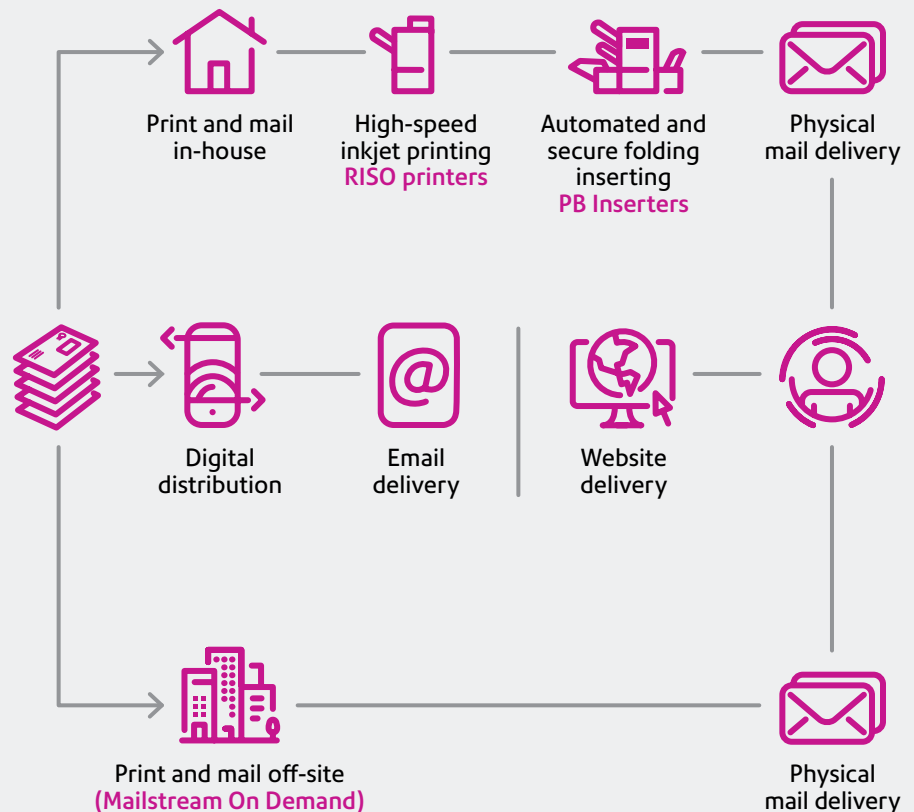 Print and mail
in-house
High-speed
inkjet printing
RISO printers
Automated and
secure folding
inserting
PB Inserters
Physical
mail delivery
@
Digital
distribution
Email
delivery
Website
delivery
Print and mail off-site
(Mailstream On Demand)
Physical
mail delivery